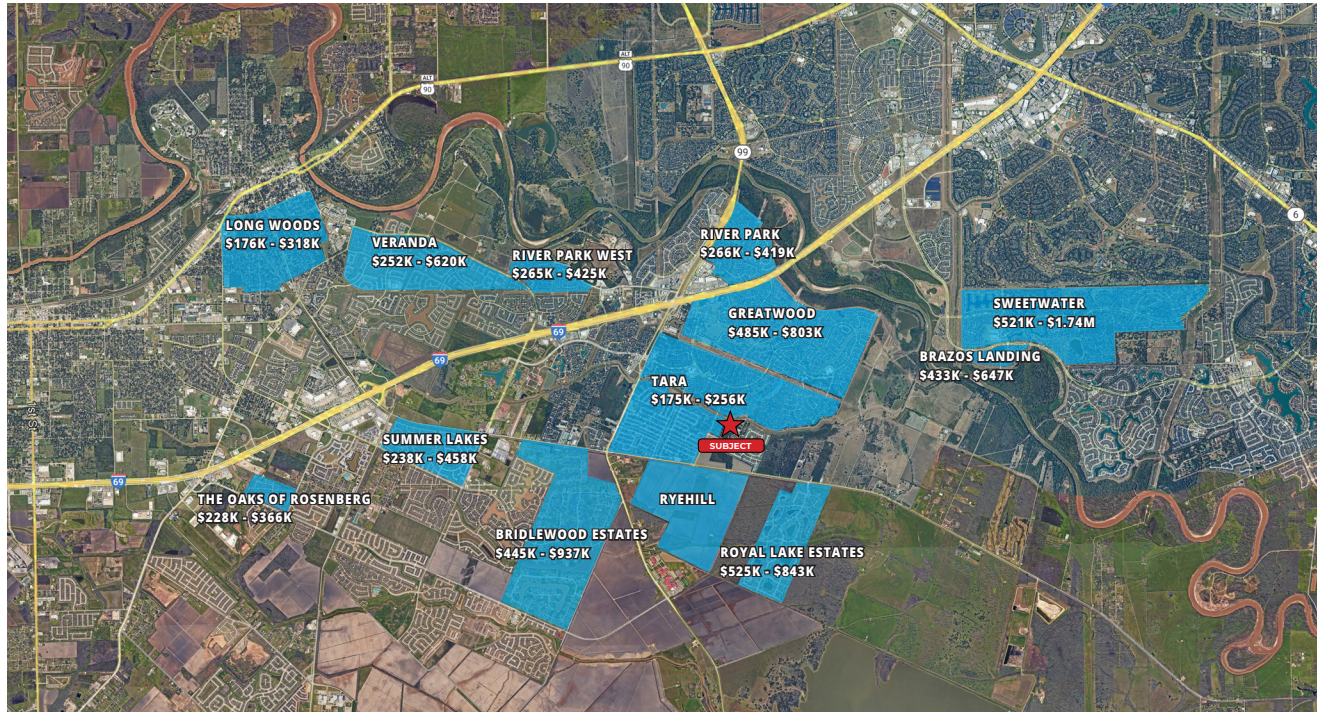 ALT
90
ALT
90
99
6
LONG WOODS
$176K - $318K
VERANDA
$252K - $620K
RIVER PARK WEST
$265K - $425K
RIVER PARK
$266K - $419K
GREATWOOD
$485K - $803K
SWEETWATER
$521K - $1.74M
69
69
BRAZOS LANDING
$433K - $647K
TARA
$175K - $256K
SUBJECT
SUMMER LAKES
$238K - $458K
69
THE OAKS OF ROSENBERG
$228K - $366K
BRIDLEWOOD ESTATES
$445K - $937K
RYEHILL
ROYAL LAKE ESTATES
$525K - $843K